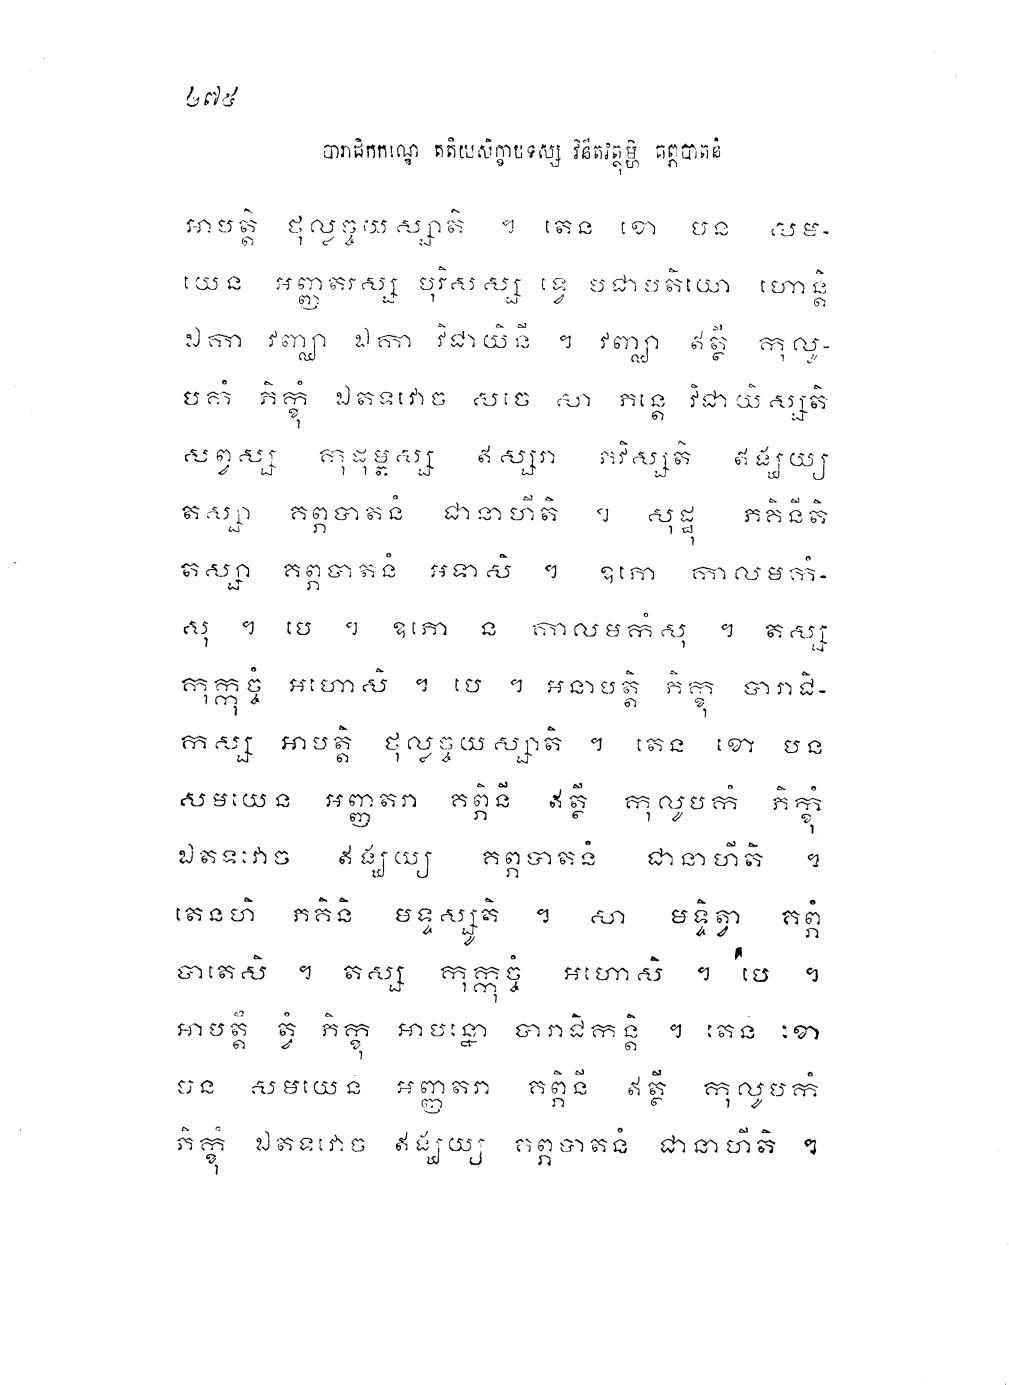 ២៧៤
បារាជិកកណ្ឌេ តតិយសិក្ខាបទស្ស វិនីតវត្ថុម្ហិ គព្ភបាតនំ
អាបត្តិ ថុល្លច្ចយស្សាតិ ។ តេន ខោ បន សម-
យេន អញ្ញតរស្ស បុរិសស្ស ទ្វេ បជាបតិយោ ហោន្តិ
ឯកា វញ្ឈា ឯកា វិជាយិនី ។ វញ្ឈា ឥត្ថី កុលូ-
បកំ ភិក្ខុំ ឯតទវោច សចេ សា ភន្តេ វិជាយិស្សតិ
សព្វស្ស កុដុម្ពស្ស ឥស្សរា ភវិស្សតិ ឥង្ឃយ្យ
តស្សា គព្ភបាតនំ ជានាហីតិ ។ សុដ្ឋុ ភគិនីតិ
តស្សា គព្ភបាតនំ អទាសិ ។ ឧភោ កាលមកំ-
សុ ។ បេ ។ ឧភោ ន កាលមកំសុ ។ តស្ស
កុក្កុច្ចំ អហោសិ ។ បេ ។ អនាបត្តិ ភិក្ខុ បារាជិ-
កស្ស អាបត្តិ ថុល្លច្ចយស្សាតិ ។ តេន ខោ បន
សមយេន អញ្ញតរា គព្ភិនី ឥត្ថី កុលូបកំ ភិក្ខុំ
ឯតទវោច ឥង្ឃយ្យ គព្ភបាតនំ ជានាហីតិ ។
តេនហិ ភគិនិ មទ្ទស្សូតិ ។ សា មទ្ទិត្វា គព្ភំ
បាតេសិ ។ តស្ស កុក្កុច្ចំ អហោសិ ។ បេ ។
អាបត្តឹ ត្វំ ភិក្ខុ អាបន្នោ បារាជិកន្តិ ។ តេន ខោ
បន សមយេន អញ្ញតរា គព្ភិនី ឥត្ថី កុលូបកំ
ភិក្ខុំ ឯតទវោច ឥង្ឃយ្យ គព្ភបាតនំ ជានាហីតិ ។